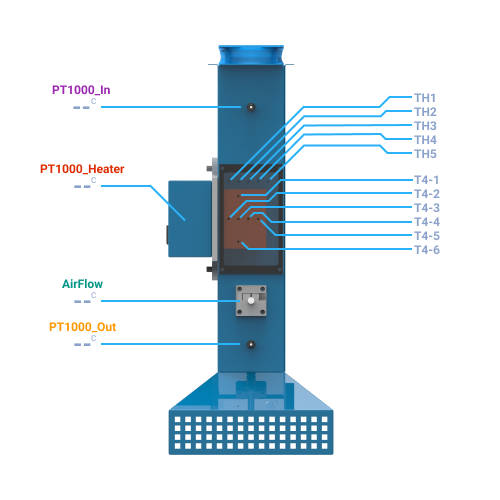 PT1000_In
-- C
PT1000_Heater
-- C
AirFlow
-- C
PT1000_Out
-- C
TH1
TH2
TH3
TH4
TH5
T4-1
T4-2
T4-3
T4-4
T4-5
T4-6